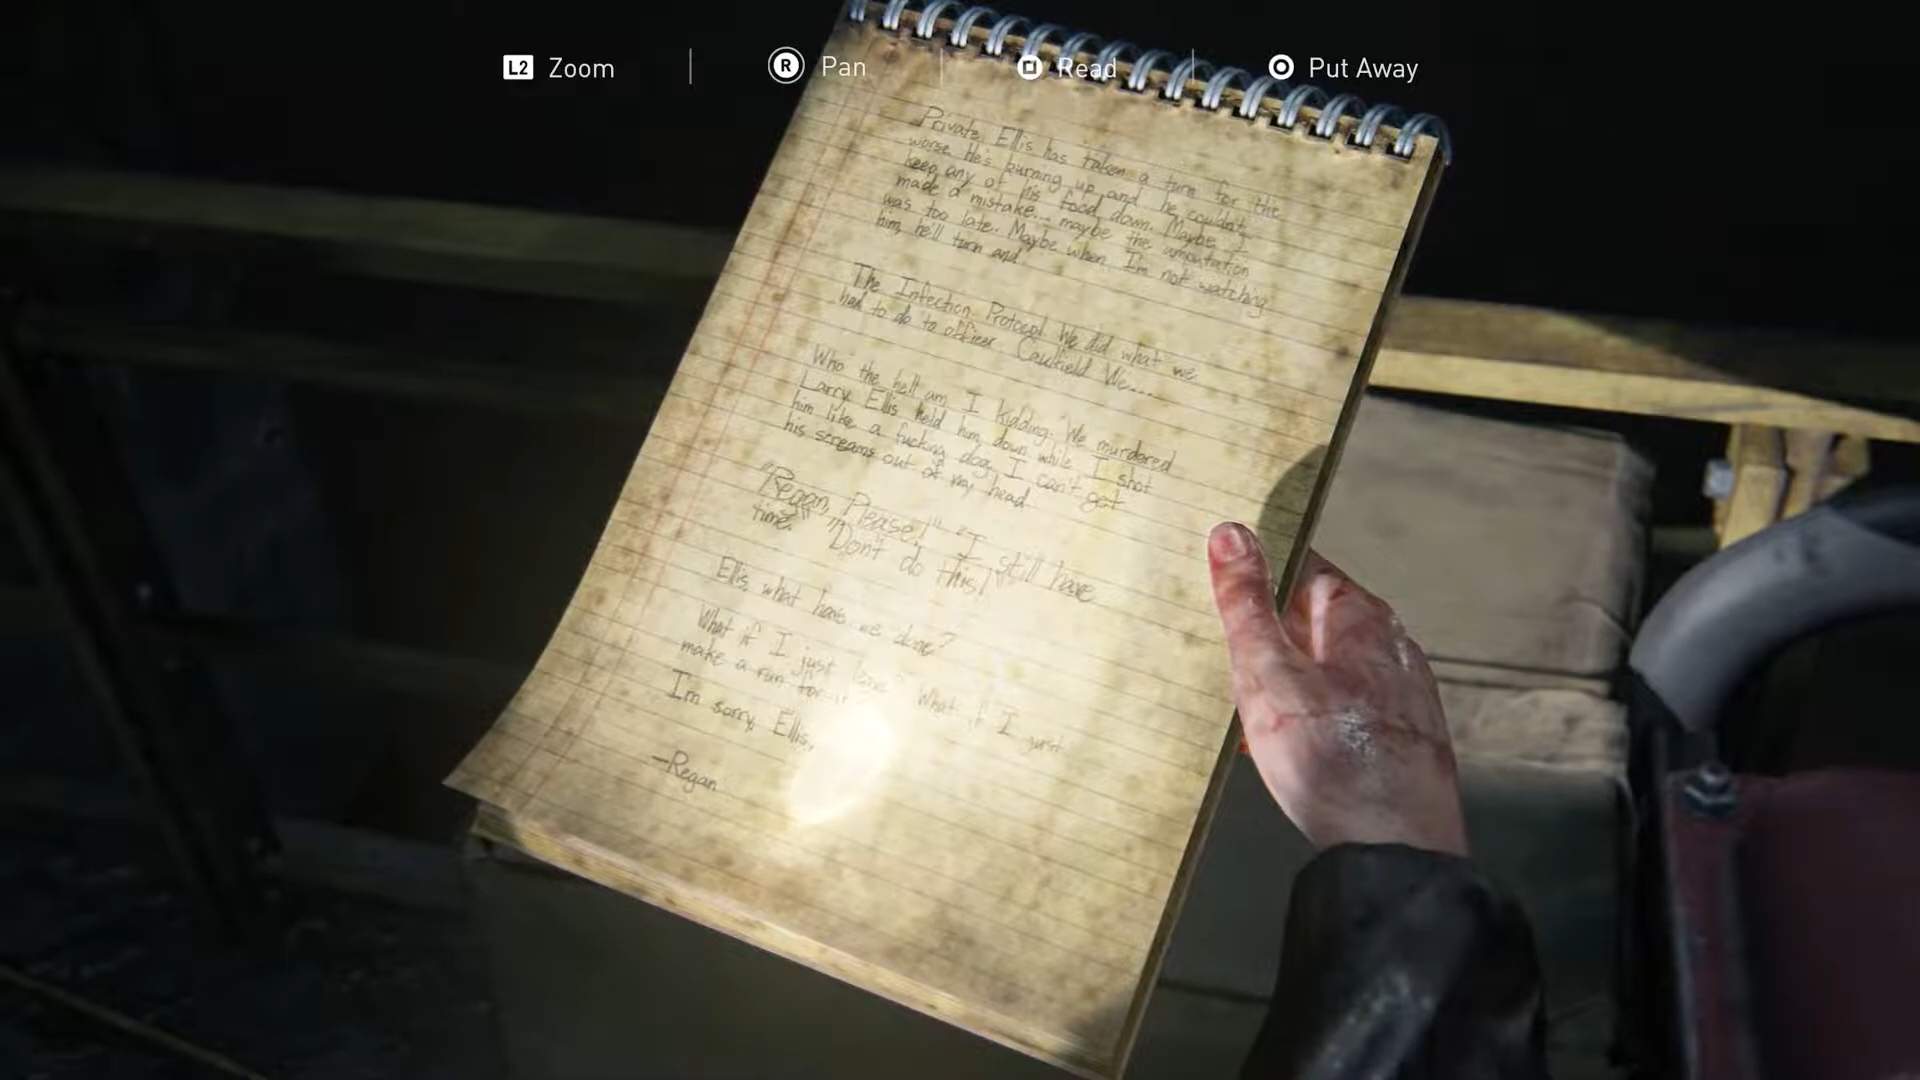 L2 Zoom R Pan Read Put Away
Private Ellis has taken a turn for the
worse. He's burning up and he couldn't
keep any of his food down. Maybe I
made a mistake... maybe the amputation
was too late. Maybe when I'm not watching
him, he'll turn and
The Infection Protocol. We did what we
had to do to officer Caulfield We....
Who the hell am I kidding. We murdered
Larry. Ellis held him down while I shot
him like a fucking dog. I can't get
his screams out of my head.
"Regan, Please!" "I still have
time." "Don't do this!"
Ellis, what have we done?
What if I just leave? What if I just
make a run for it
I'm sorry, Ellis,
—Regan